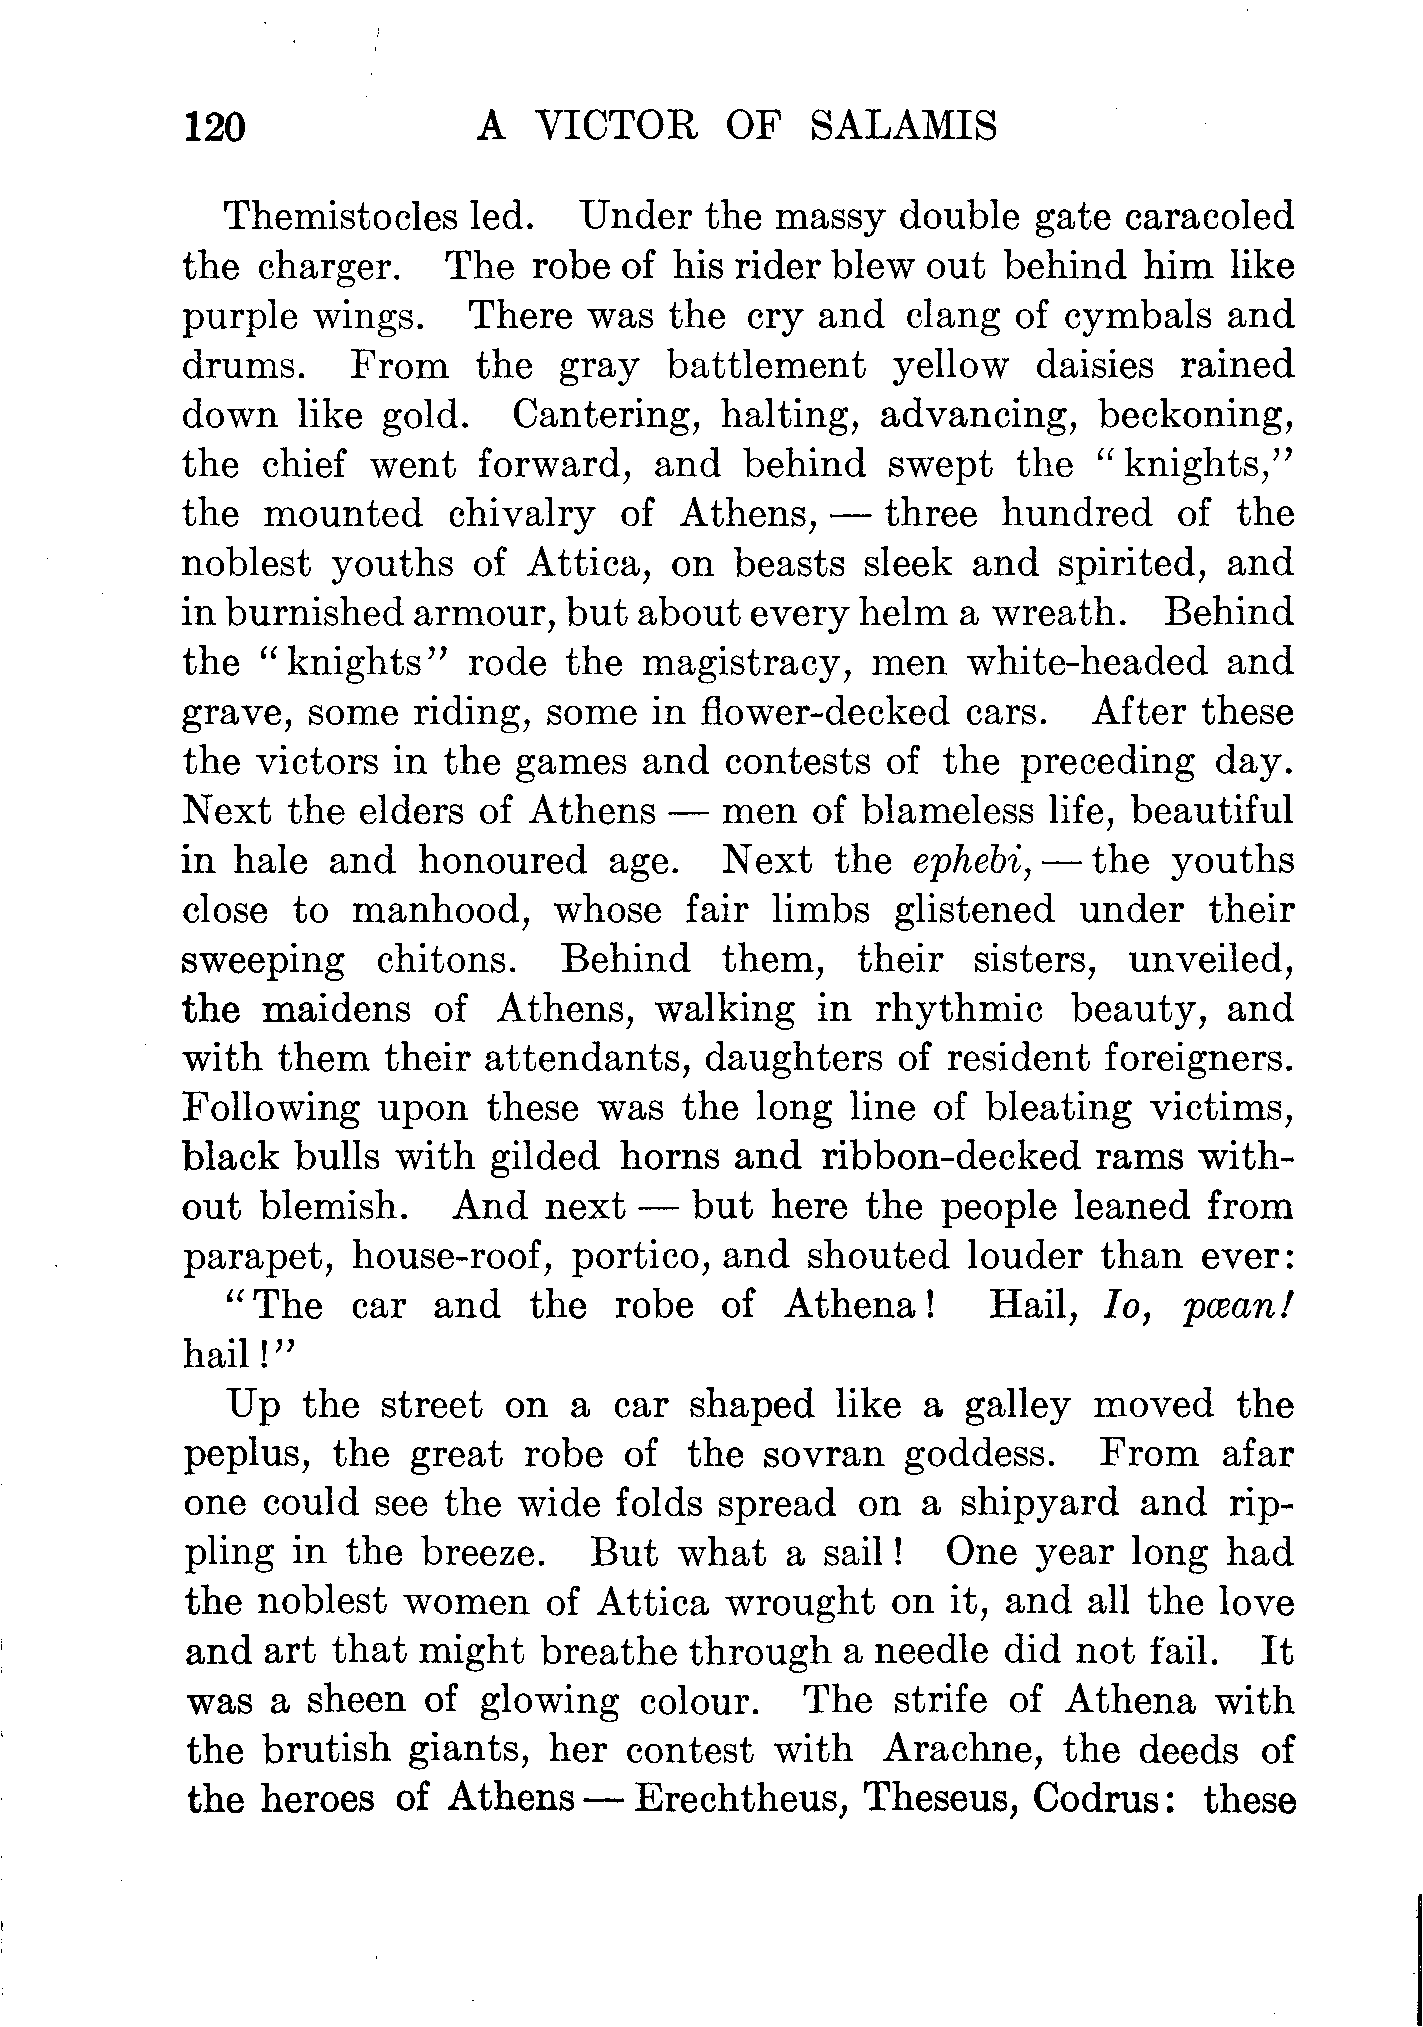 120 A VICTOR OF SALAMIS
Themistocles led. Under the massy double gate caracoled
the charger. The robe of his rider blew out behind him like
purple wings. There was the cry and clang of cymbals and
drums. From the gray battlement yellow daisies rained
down like gold. Cantering, halting, advancing, beckoning,
the chief went forward, and behind swept the “knights,”
the mounted chivalry of Athens, — three hundred of the
noblest youths of Attica, on beasts sleek and spirited, and
in burnished armour, but about every helm a wreath. Behind
the “knights” rode the magistracy, men white-headed and
grave, some riding, some in flower-decked cars. After these
the victors in the games and contests of the preceding day.
Next the elders of Athens — men of blameless life, beautiful
in hale and honoured age. Next the ephebi, — the youths
close to manhood, whose fair limbs glistened under their
sweeping chitons. Behind them, their sisters, unveiled,
the maidens of Athens, walking in rhythmic beauty, and
with them their attendants, daughters of resident foreigners.
Following upon these was the long line of bleating victims,
black bulls with gilded horns and ribbon-decked rams with-
out blemish. And next — but here the people leaned from
parapet, house-roof, portico, and shouted louder than ever:
“The car and the robe of Athena! Hail, Io, pœan!
hail!”
Up the street on a car shaped like a galley moved the
peplus, the great robe of the sovran goddess. From afar
one could see the wide folds spread on a shipyard and rip-
pling in the breeze. But what a sail! One year long had
the noblest women of Attica wrought on it, and all the love
and art that might breathe through a needle did not fail. It
was a sheen of glowing colour. The strife of Athena with
the brutish giants, her contest with Arachne, the deeds of
the heroes of Athens — Erechtheus, Theseus, Codrus: these